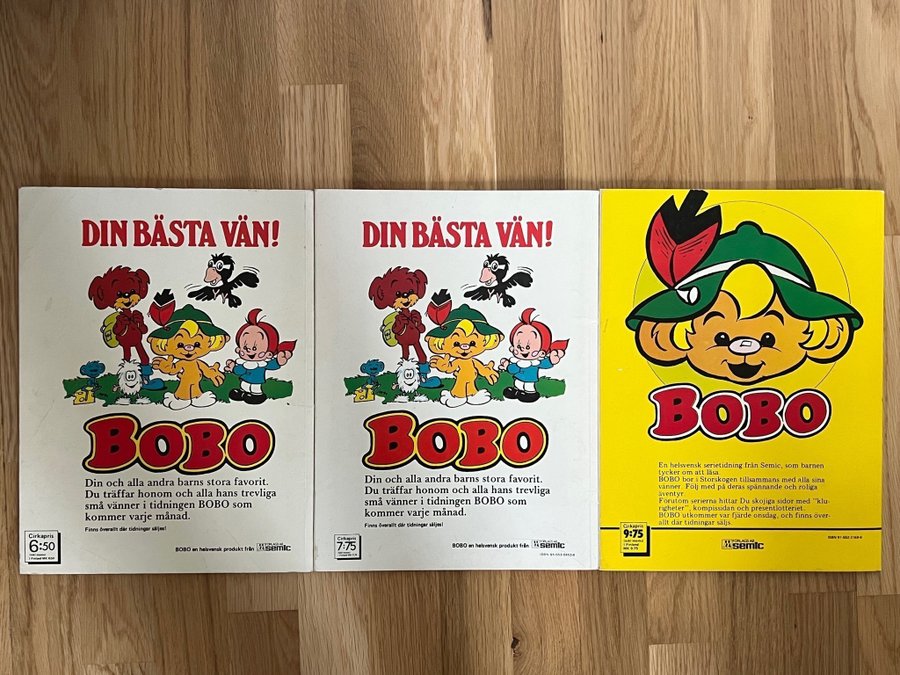 DIN BÄSTA VÄN!
BOBO
Din och alla andra barns stora favorit.
Du träffar honom och alla hans trevliga
små vänner i tidningen BOBO som
kommer varje månad.
Finns överallt där tidningar säljes!
Cirkapris
6:50
BOBO en helsvensk produkt från
semic
DIN BÄSTA VÄN!
BOBO
Din och alla andra barns stora favorit.
Du träffar honom och alla hans trevliga
små vänner i tidningen BOBO som
kommer varje månad.
Finns överallt där tidningar säljes!
Cirkapris
7:75
BOBO en helsvensk produkt från
semic
BOBO
En helsvensk serietidning från Semic, som barnen
tycker om att läsa.
BOBO bor i Storskogen tillsammans med alla sina
vänner. Följ med på deras spännande och roliga
äventyr.
Förutom serierna hittar Du skojiga sidor med "klu-
righeter", kompissidan och presentlotteriet.
BOBO utkommer var fjärde onsdag, och finns över-
allt där tidningar säljs.
Cirkapris
9:75
FÖRLAGS AB
semic